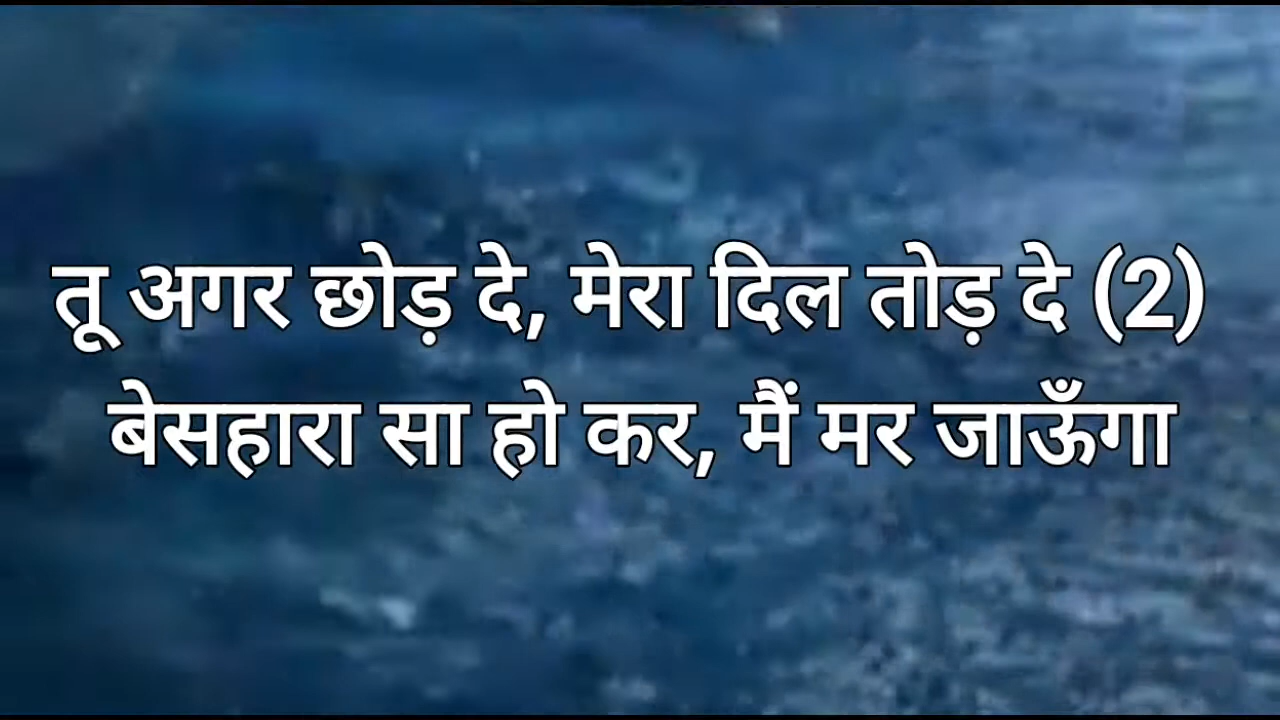 तू अगर छोड़ दे, मेरा दिल तोड़ दे (2)
बेसहारा सा हो कर, मैं मर जाऊँगा